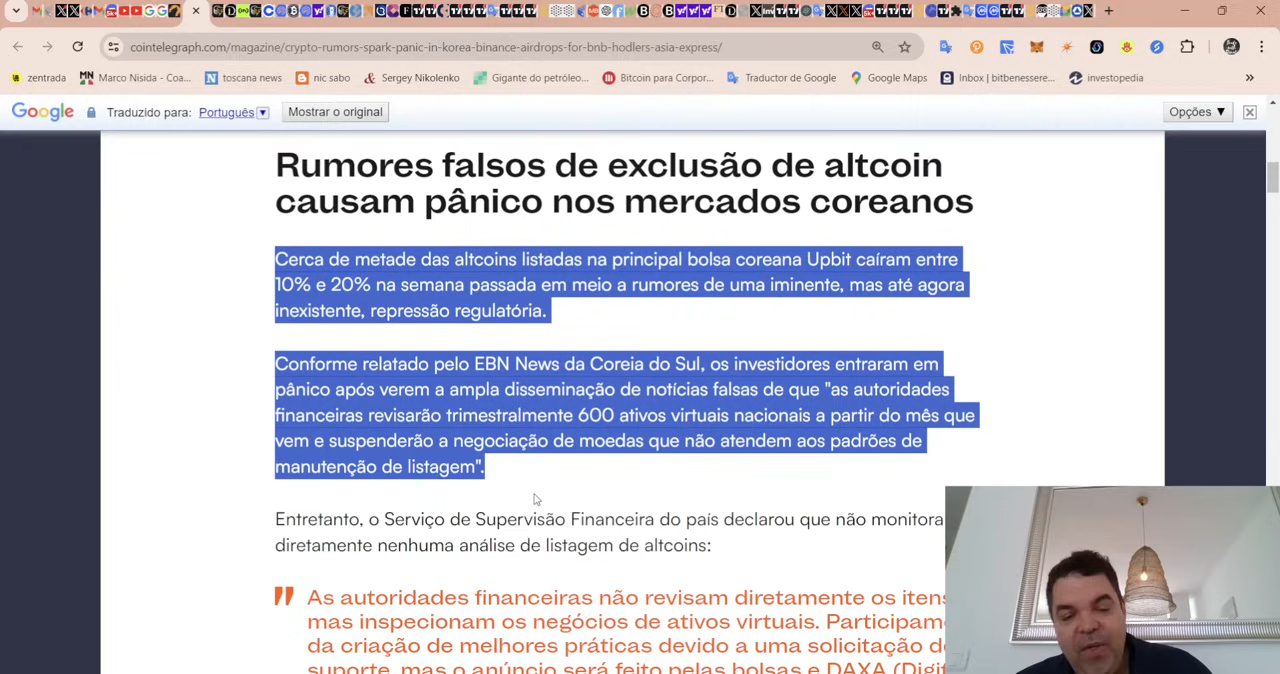 cointelegraph.com/magazine/crypto-rumors-spark-panic-in-korea-binance-airdrops-for-bnb-hodlers-asia-express/
zentrada
Marco Nisida - Coa...
toscana news
nic sabo
Sergey Nikolenko
Gigante do petróle...
Bitcoin para Corpor...
Traductor de Google
Google Maps
Inbox | bitbenessere...
investopedia
»
Google
Traduzido para:
Português
Mostrar o original
Opções ▼
Rumores falsos de exclusão de altcoin
causam pânico nos mercados coreanos
Cerca de metade das altcoins listadas na principal bolsa coreana Upbit caíram entre
10% e 20% na semana passada em meio a rumores de uma iminente, mas até agora
inexistente, repressão regulatória.
Conforme relatado pelo EBN News da Coreia do Sul, os investidores entraram em
pânico após verem a ampla disseminação de notícias falsas de que "as autoridades
financeiras revisarão trimestralmente 600 ativos virtuais nacionais a partir do mês que
vem e suspenderão a negociação de moedas que não atendem aos padrões de
manutenção de listagem".
Entretanto, o Serviço de Supervisão Financeira do país declarou que não monitora
diretamente nenhuma análise de listagem de altcoins:
As autoridades financeiras não revisam diretamente os itens
mas inspecionam os negócios de ativos virtuais. Participam
da criação de melhores práticas devido a uma solicitação de
suporte, mas o anúncio será feito pelas bolsas e DAXA (Digit